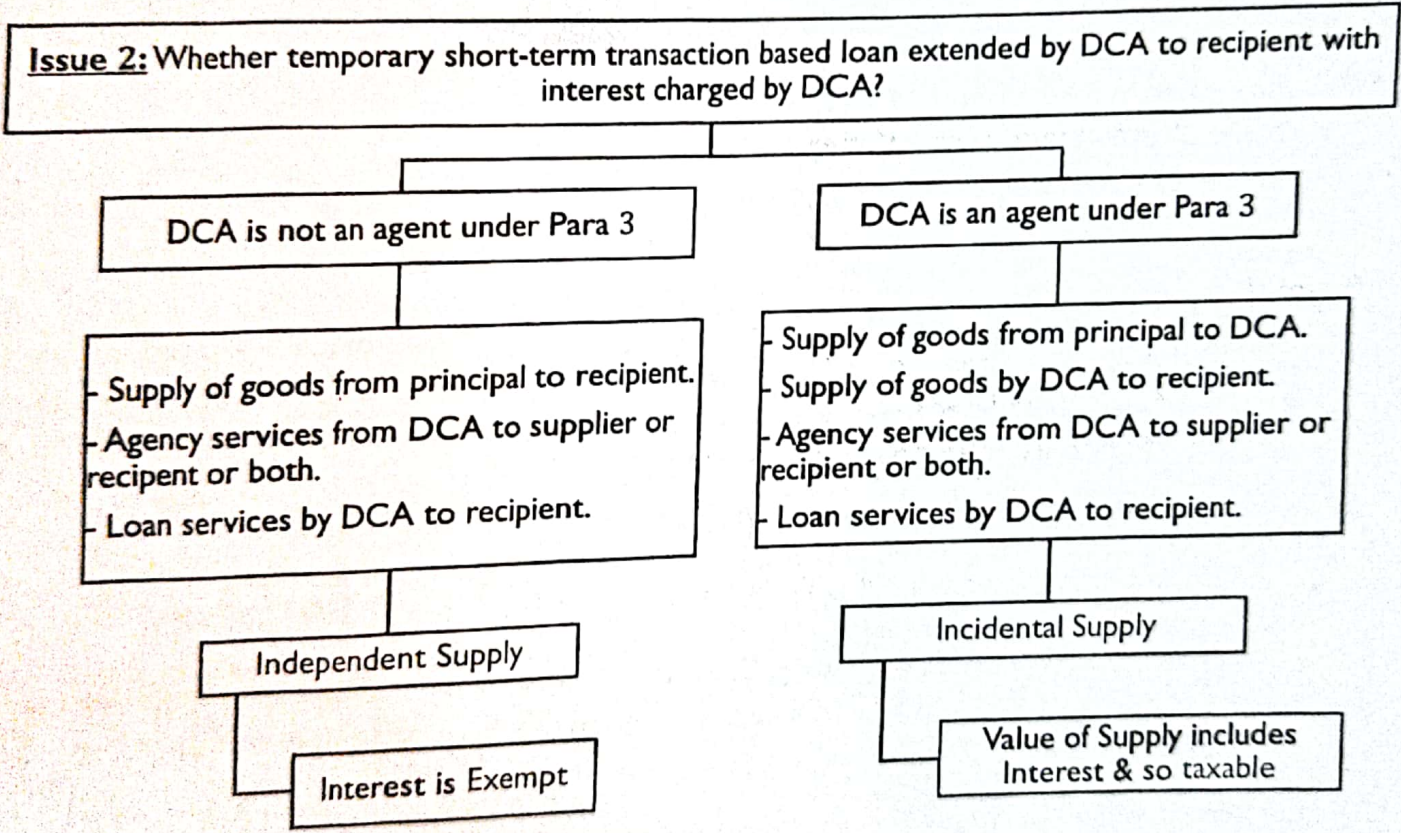 Issue 2: Whether temporary short-term transaction based loan extended by DCA to recipient with
interest charged by DCA?
DCA is not an agent under Para 3
DCA is an agent under Para 3
- Supply of goods from principal to recipient.
- Agency services from DCA to supplier or
recipent or both.
- Loan services by DCA to recipient.
- Supply of goods from principal to DCA.
- Supply of goods by DCA to recipient.
- Agency services from DCA to supplier or
recipient or both.
- Loan services by DCA to recipient.
Independent Supply
Incidental Supply
Interest is Exempt
Value of Supply includes
Interest & so taxable